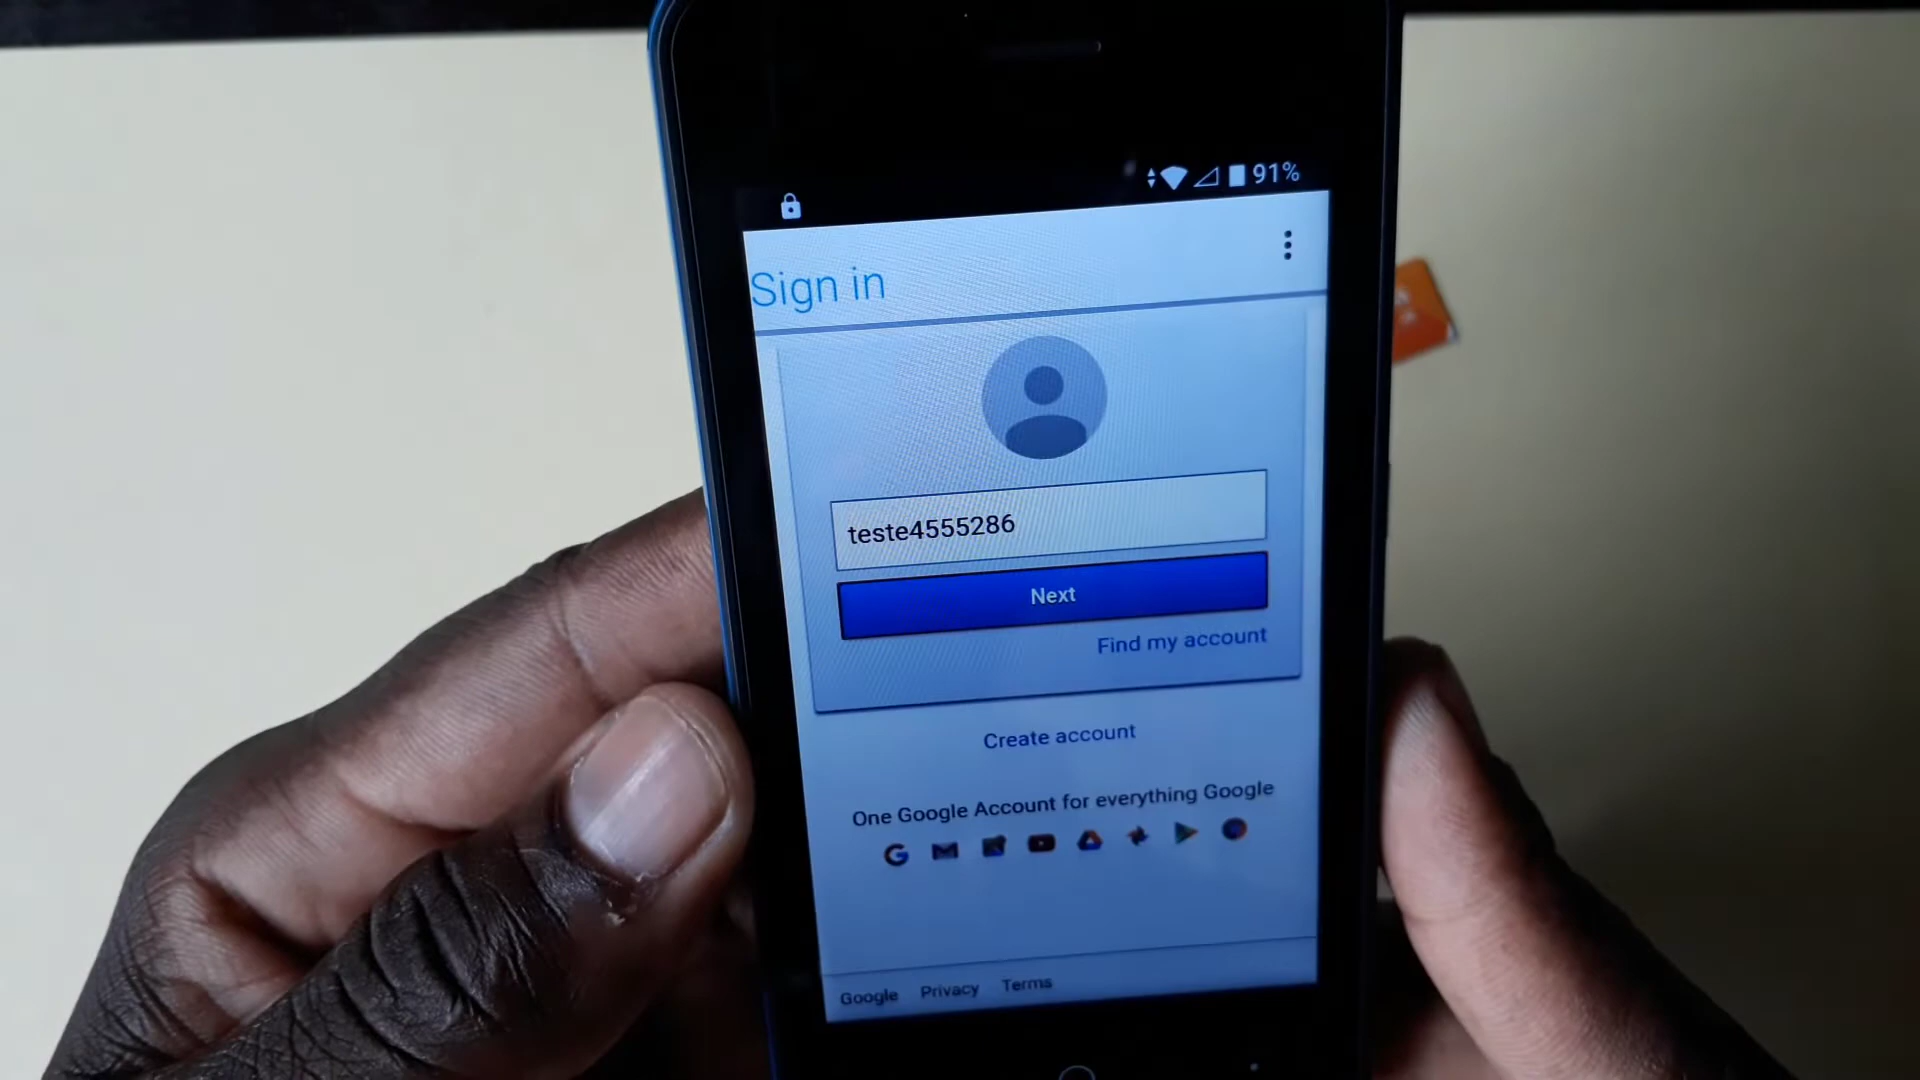 91%
Sign in
teste4555286
Next
Find my account
Create account
One Google Account for everything Google
Google Privacy Terms